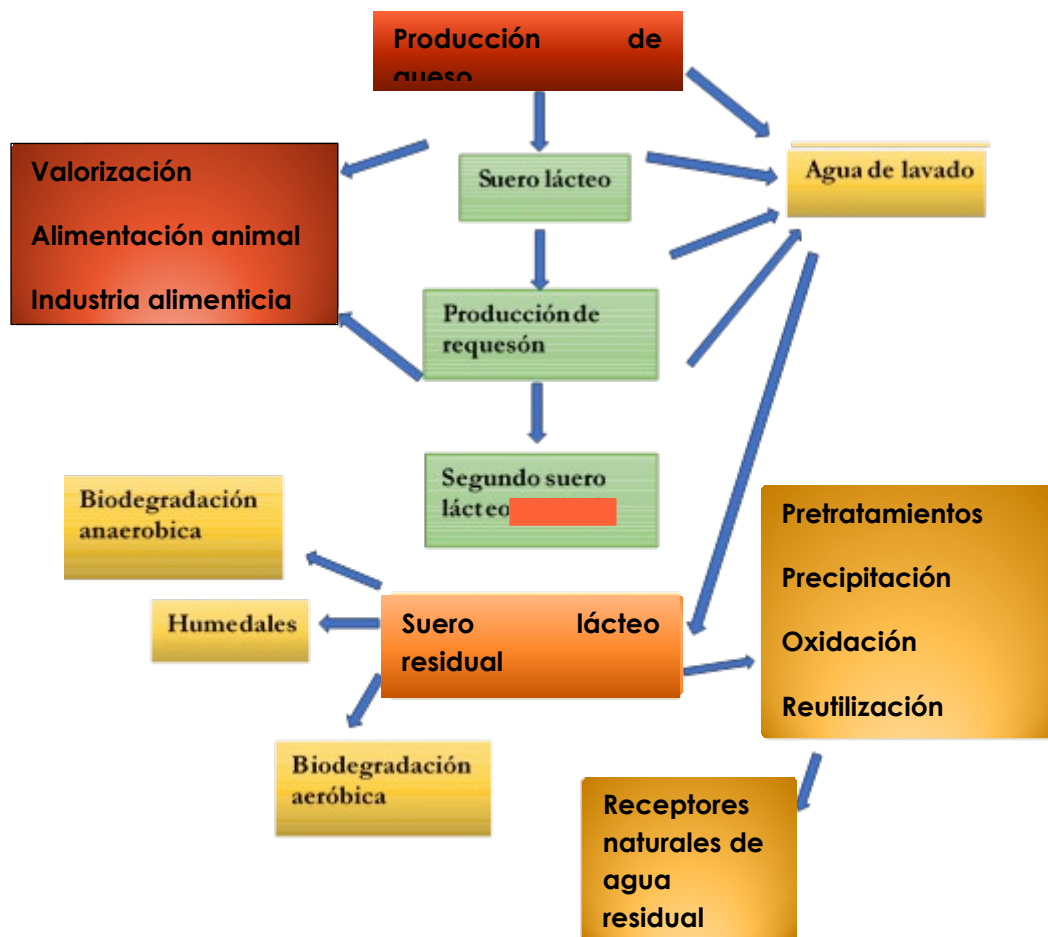 Producción de
queso
Valorización
Alimentación animal
Industria alimenticia
Suero lácteo
Agua de lavado
Producción de
requesón
Segundo suero
lácteo
Biodegradación
anaerobica
Humedales
Suero lácteo
residual
Biodegradación
aeróbica
Pretratamientos
Precipitación
Oxidación
Reutilización
Receptores
naturales de
agua
residual